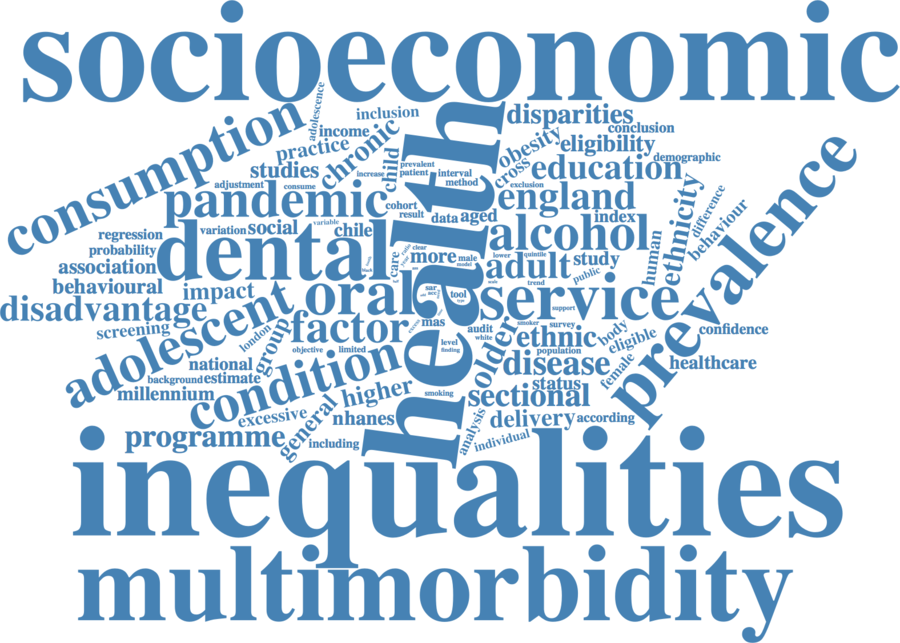 socioeconomic
consumption
adolescence
inclusion
income
practice
chronic
studies
adjustment
consume
increase
child
prevalent
patient
interval
method
health
disparities
conclusion
obesity
eligibility
cross
education
demographic
exclusion
pandemic
cohort
result
data
aged
england
index
ethnicity
difference
behaviour
prevalence
variable
variation
social
chile
regression
probability
dental
association
behavioural
alcohol
human
clear
more
male
model
care
lower
quintile
adult
study
public
trend
disadvantage
impact
oral
sar
tool
service
support
adolescent
screening
london
group
factor
mas
audit
white
older
smoker
survey
ethnic
body
eligible
confidence
level
finding
population
objective
limited
national
background
estimate
millennium
condition
disease
status
female
healthcare
smoking
sectional
higher
excessive
general
nhanes
analysis
delivery
according
programme
including
individual
inequalities
multimorbidity